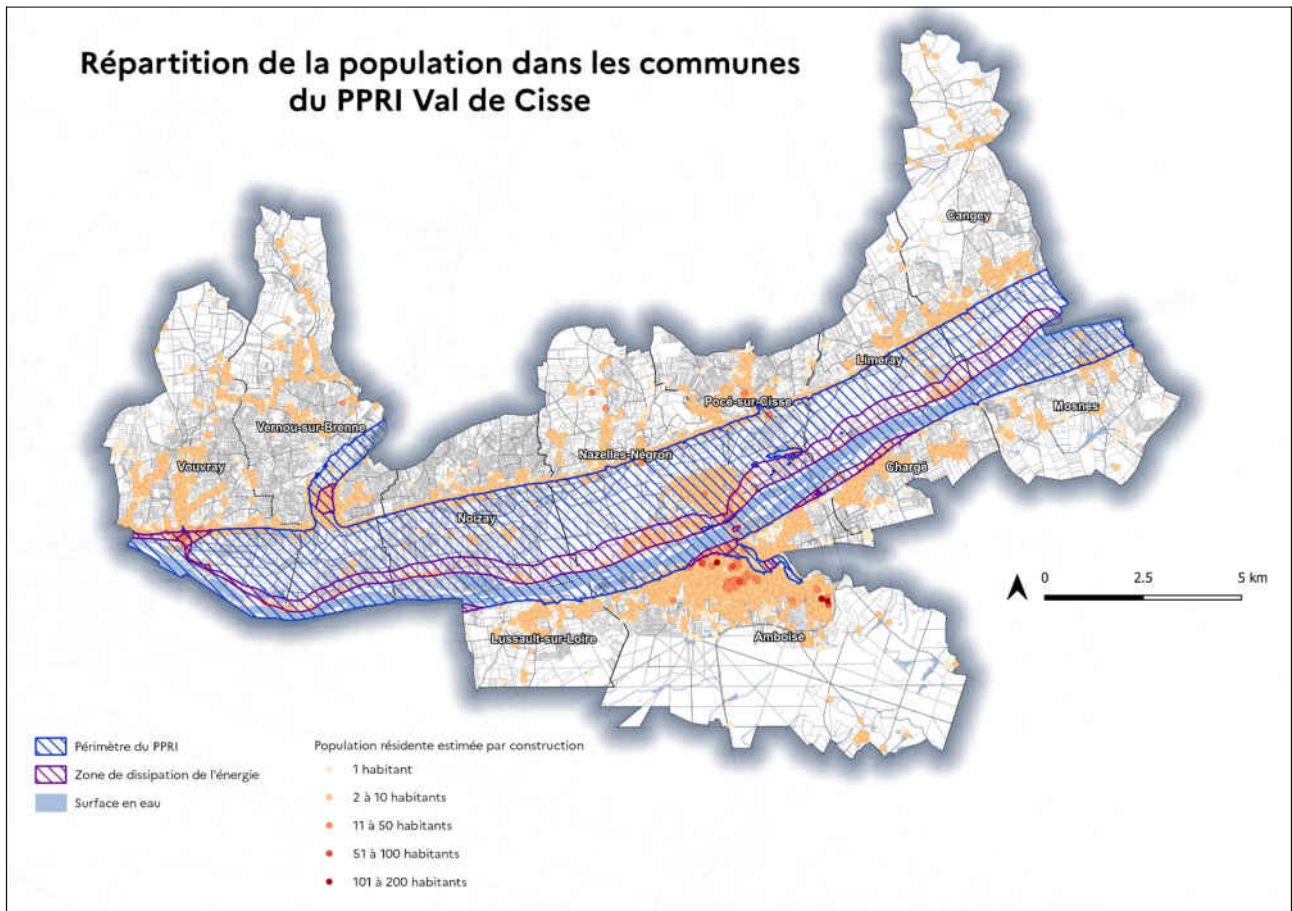 Répartition de la population dans les communes
du PPRI Val de Cisse
Cangey
Limeray
Pocé-sur-Cisse
Mosnes
Vernou-sur-Brenne
Nazelles-Négron
Vouvray
Chargé
Noizay
0 2.5 5 km
Lussault-sur-Loire
Amboise
Périmètre du PPRI
Zone de dissipation de l'énergie
Surface en eau
Population résidente estimée par construction
1 habitant
2 à 10 habitants
11 à 50 habitants
51 à 100 habitants
101 à 200 habitants